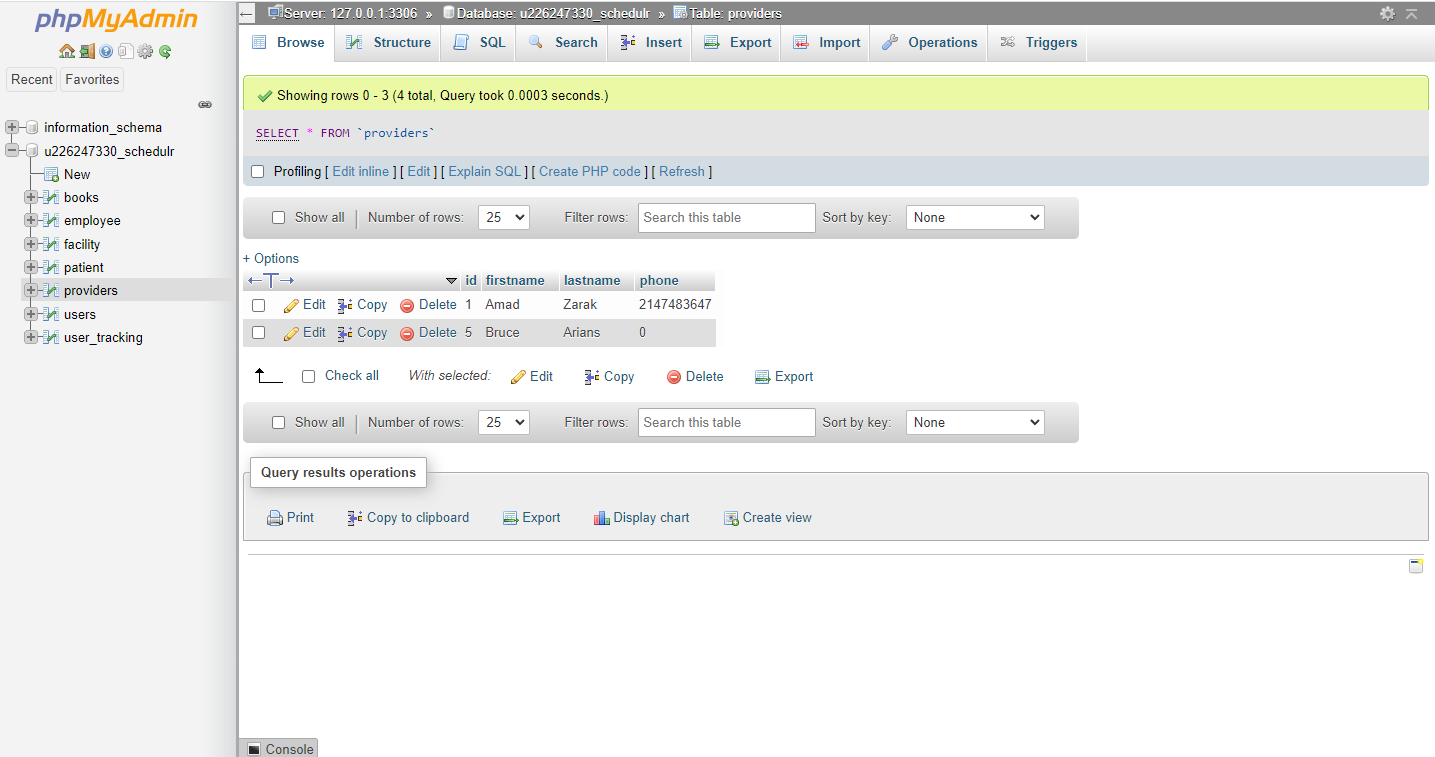 phpMyAdmin
Recent Favorites
information_schema
u226247330_schedulr
New
books
employee
facility
patient
providers
users
user_tracking
Server: 127.0.0.1:3306 » Database: u226247330_schedulr » Table: providers
Browse Structure SQL Search Insert Export Import Operations Triggers
Showing rows 0 - 3 (4 total, Query took 0.0003 seconds.)
SELECT * FROM `providers`
Profiling [ Edit inline ] [ Edit ] [ Explain SQL ] [ Create PHP code ] [ Refresh ]
Show all | Number of rows: 25 Filter rows: Search this table Sort by key: None
+ Options
←T→ id firstname lastname phone
Edit Copy Delete 1 Amad Zarak 2147483647
Edit Copy Delete 5 Bruce Arians 0
Check all With selected: Edit Copy Delete Export
Show all | Number of rows: 25 Filter rows: Search this table Sort by key: None
Query results operations
Print Copy to clipboard Export Display chart Create view
Console